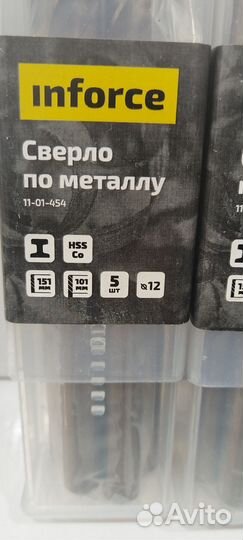 inforce
Сверло
по металлу
11-01-454
HSS
Co
151
мм
101
мм
5
шт
⌀12
Avito